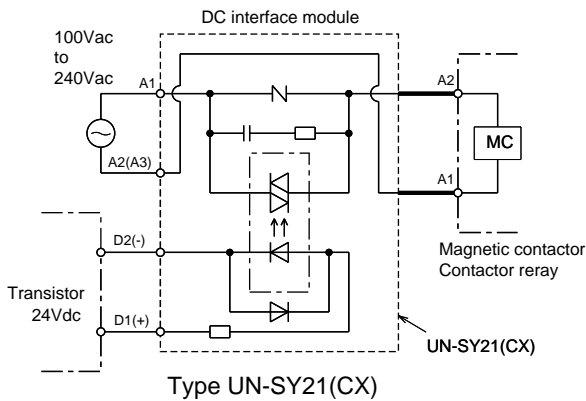 DC interface module
100Vac
to
240Vac
A1
A2
MC
A2(A3)
A1
D2(-)
Magnetic contactor
Contactor reray
Transistor
24Vdc
D1(+)
UN-SY21(CX)
Type UN-SY21(CX)